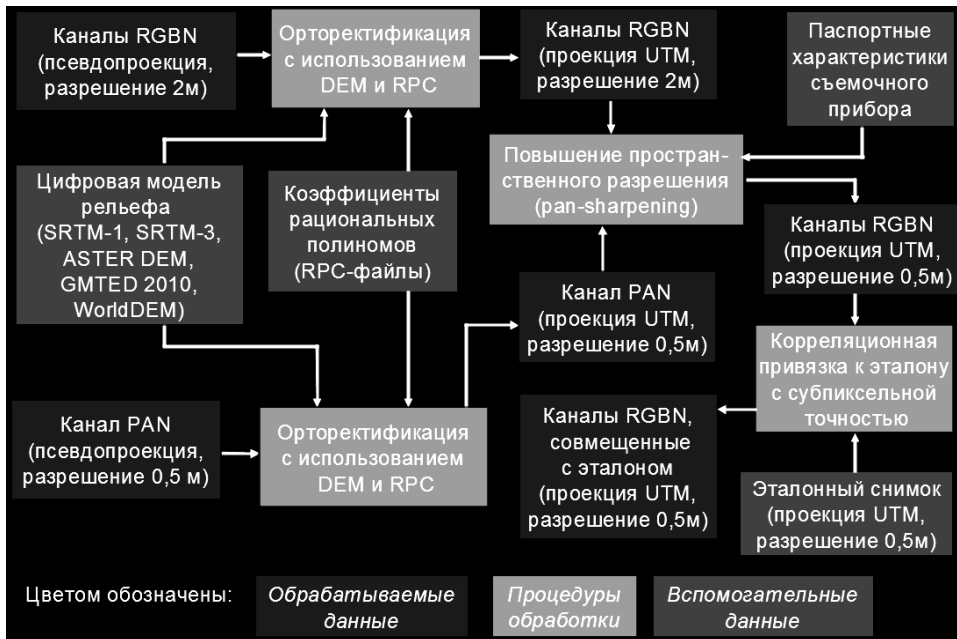 Каналы RGBN
(псевдопроекция,
разрешение 2м)
Орторектификация
с использованием
DEM и RPC
Каналы RGBN
(проекция UTM,
разрешение 2м)
Паспортные
характеристики
съемочного
прибора
Цифровая модель
рельефа
(SRTM-1, SRTM-3,
ASTER DEM,
GMTED 2010,
WorldDEM)
Коэффициенты
рациональных
полиномов
(RPC-файлы)
Повышение простран-
ственного разрешения
(pan-sharpening)
Каналы RGBN
(проекция UTM,
разрешение 0,5м)
Канал PAN
(проекция UTM,
разрешение 0,5м)
Корреляционная
привязка к эталону
с субпиксельной
точностью
Канал PAN
(псевдопроекция,
разрешение 0,5 м)
Орторектификация
с использованием
DEM и RPC
Каналы RGBN,
совмещенные
с эталоном
(проекция UTM,
разрешение 0,5м)
Эталонный снимок
(проекция UTM,
разрешение 0,5м)
Цветом обозначены:
Обрабатываемые
данные
Процедуры
обработки
Вспомогательные
данные